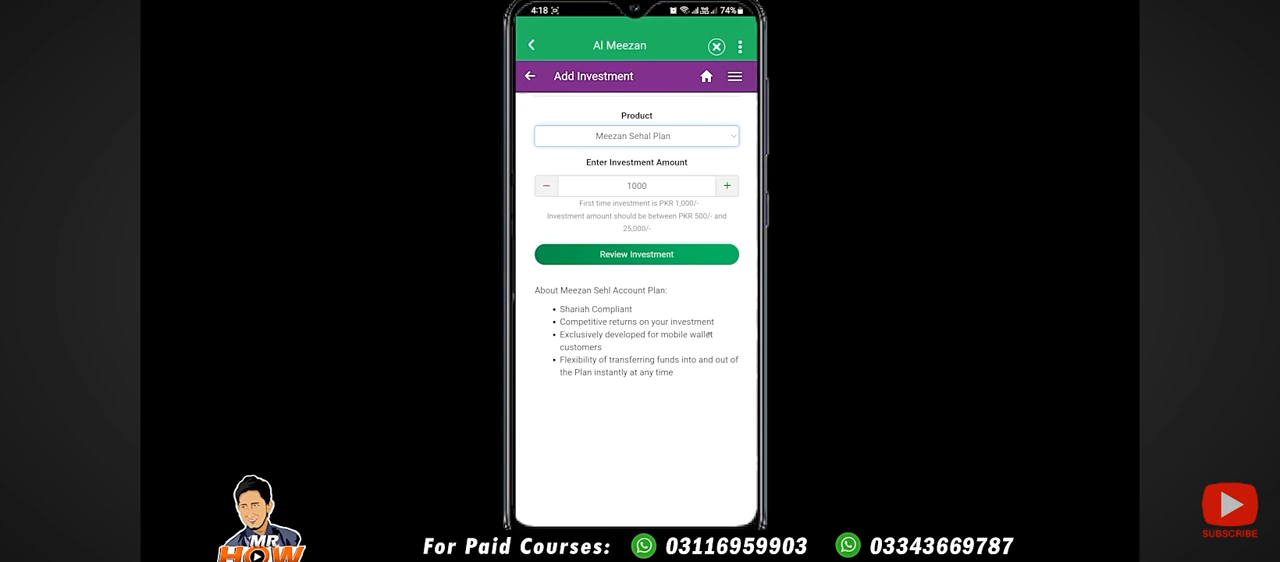 4:18
74%
Al Meezan
Add Investment
Product
Meezan Sehal Plan
Enter Investment Amount
− 1000 +
First time investment is PKR 1,000/-
Investment amount should be between PKR 500/- and
25,000/-
Review Investment
About Meezan Sehl Account Plan:
• Shariah Compliant
• Competitive returns on your investment
• Exclusively developed for mobile wallet
customers
• Flexibility of transferring funds into and out of
the Plan instantly at any time
MR
HOW
For Paid Courses: 03116959903 03343669787
SUBSCRIBE